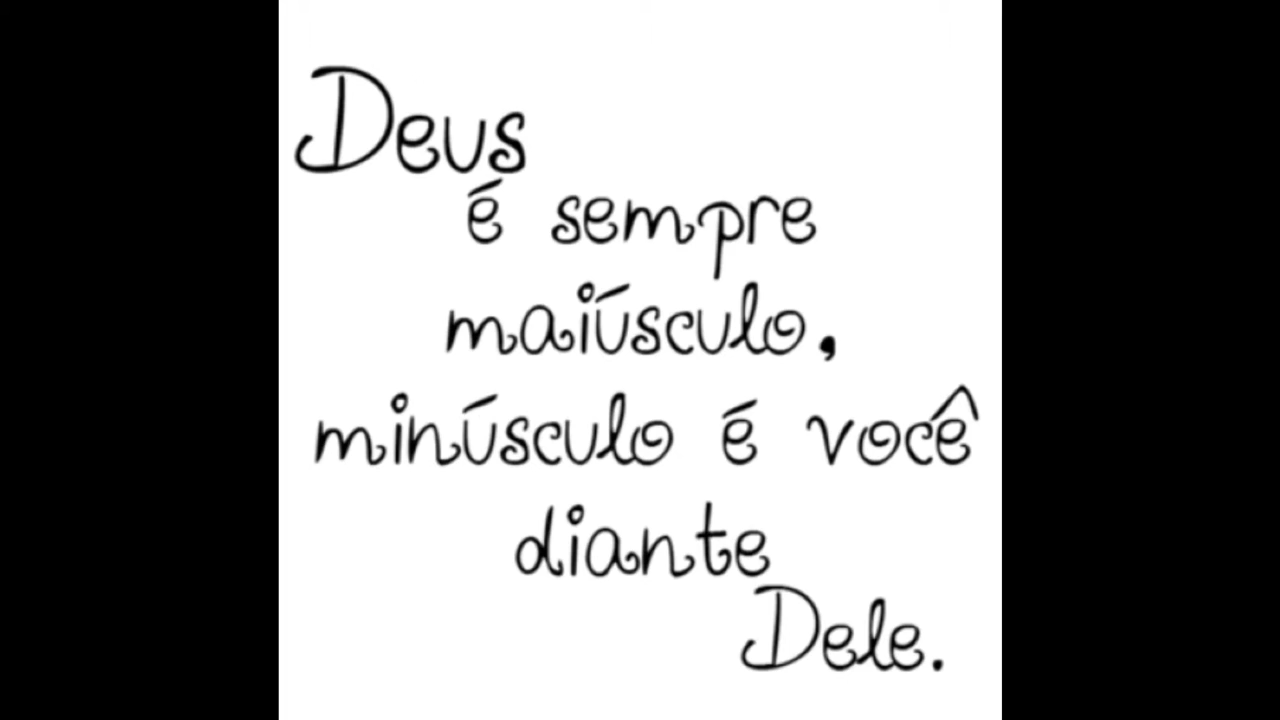 Deus
é sempre
maiúsculo,
minúsculo é você
diante
Dele.